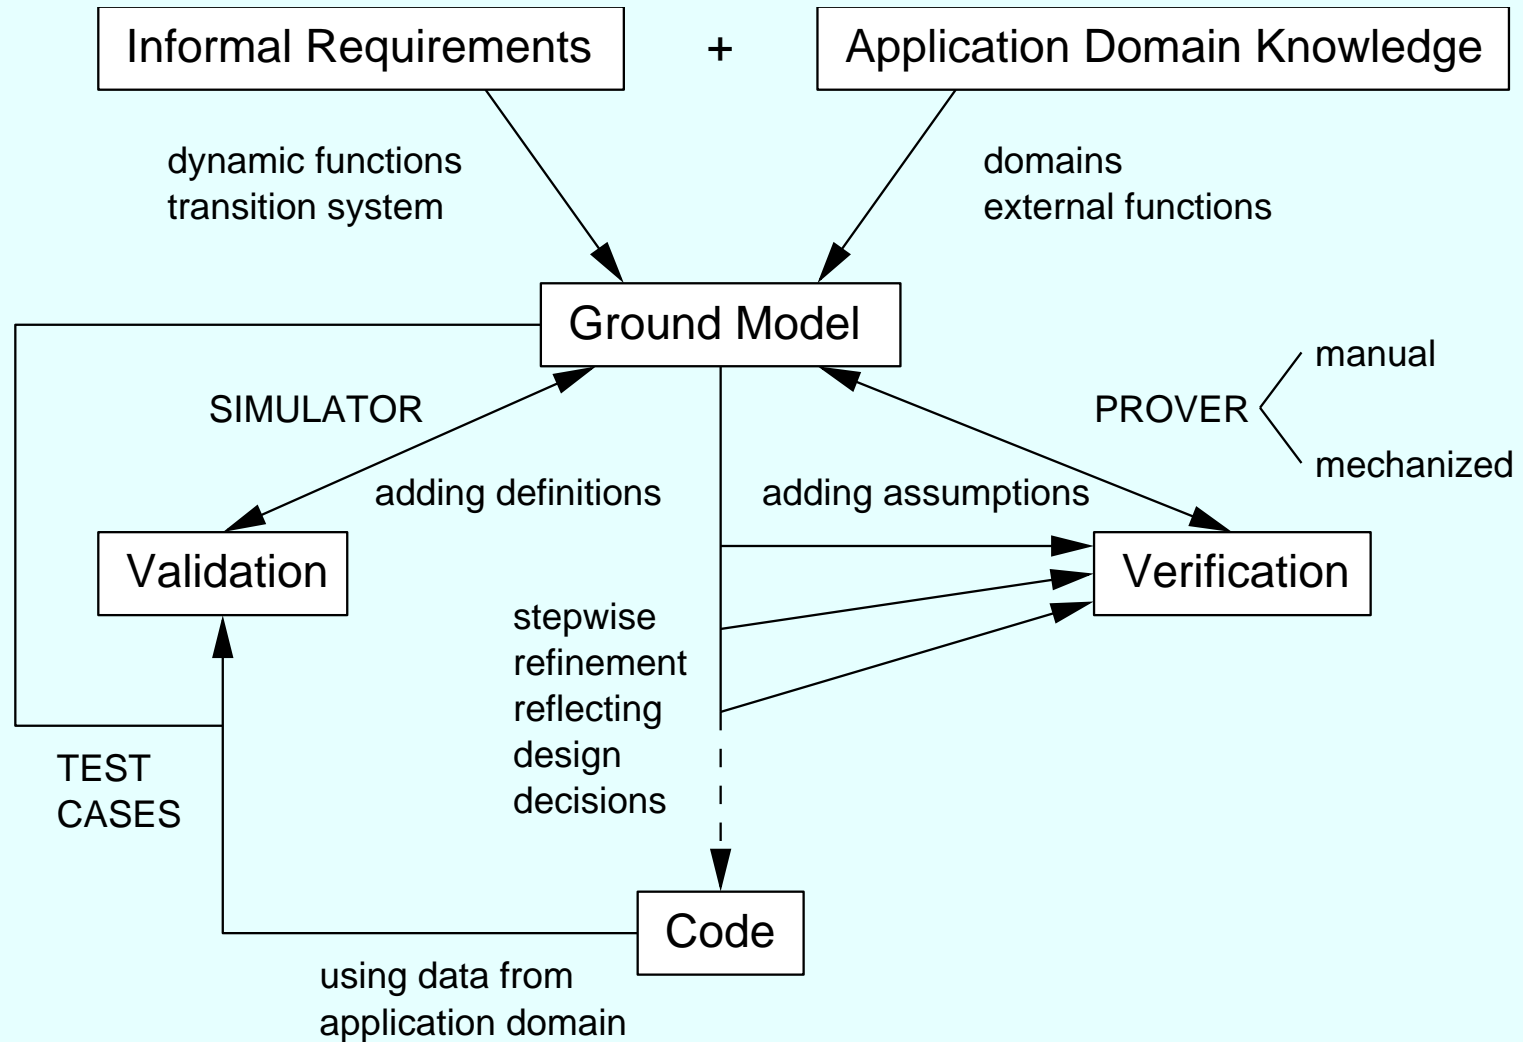 Informal Requirements
+
Application Domain Knowledge
dynamic functions
transition system
domains
external functions
Ground Model
manual
SIMULATOR
PROVER
mechanized
adding definitions
adding assumptions
Validation
Verification
stepwise
refinement
reflecting
design
decisions
TEST
CASES
Code
using data from
application domain